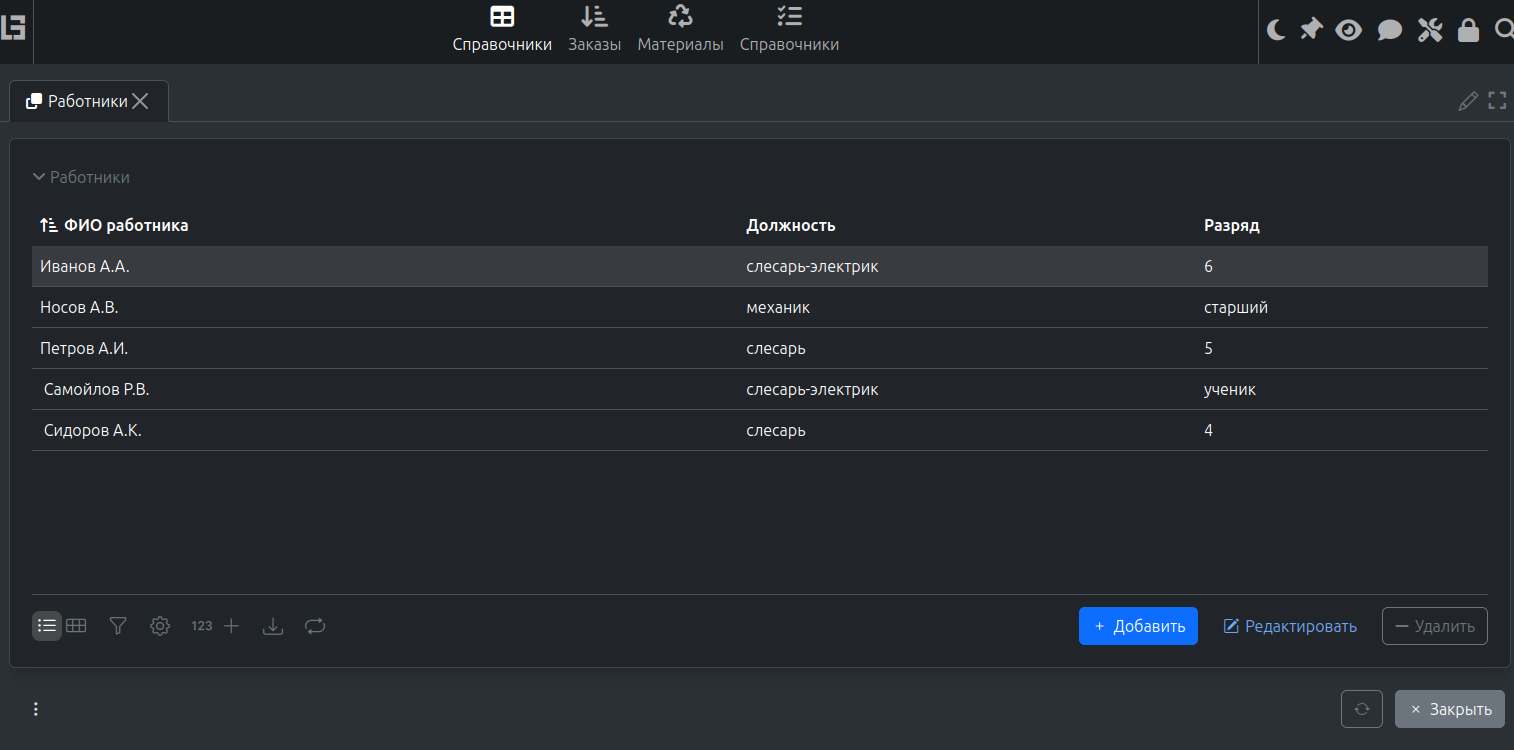 Справочники Заказы Материалы Справочники
Работники
Работники
ФИО работника Должность Разряд
Иванов А.А. слесарь-электрик 6
Носов А.В. механик старший
Петров А.И. слесарь 5
Самойлов Р.В. слесарь-электрик ученик
Сидоров А.К. слесарь 4
123 + Добавить Редактировать — Удалить
× Закрыть